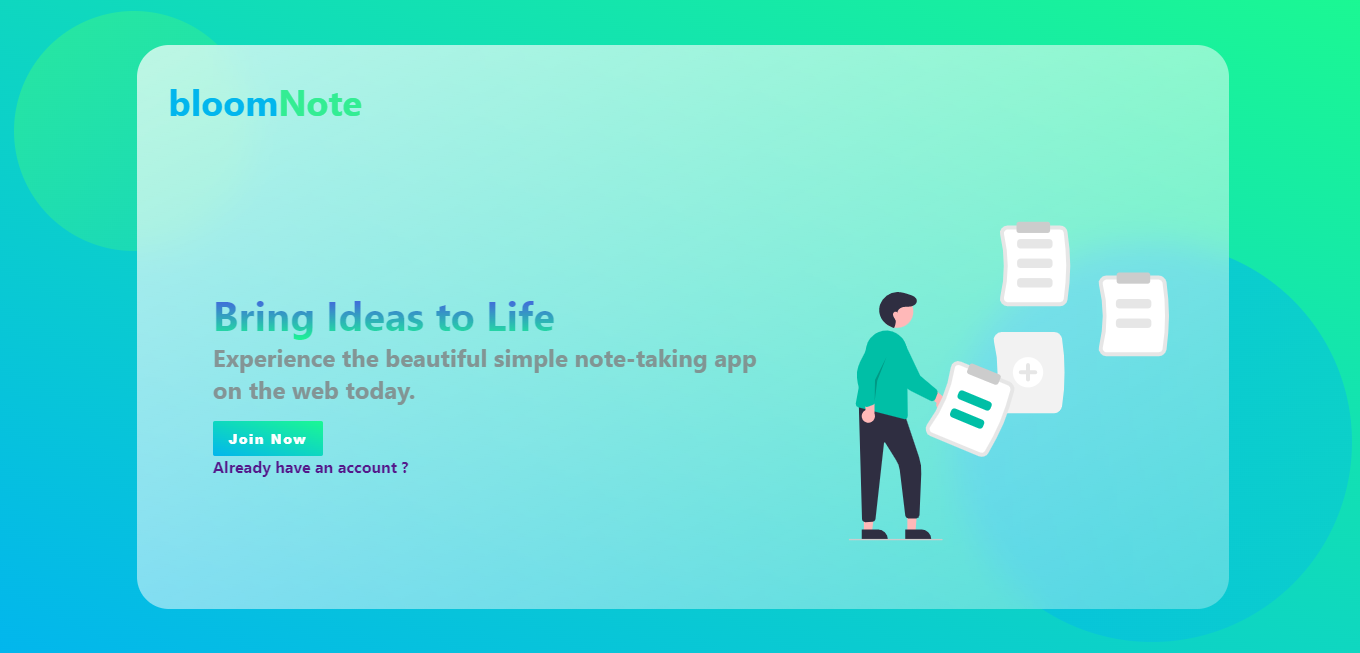 bloomNote
Bring Ideas to Life
Experience the beautiful simple note-taking app
on the web today.
Join Now
Already have an account ?